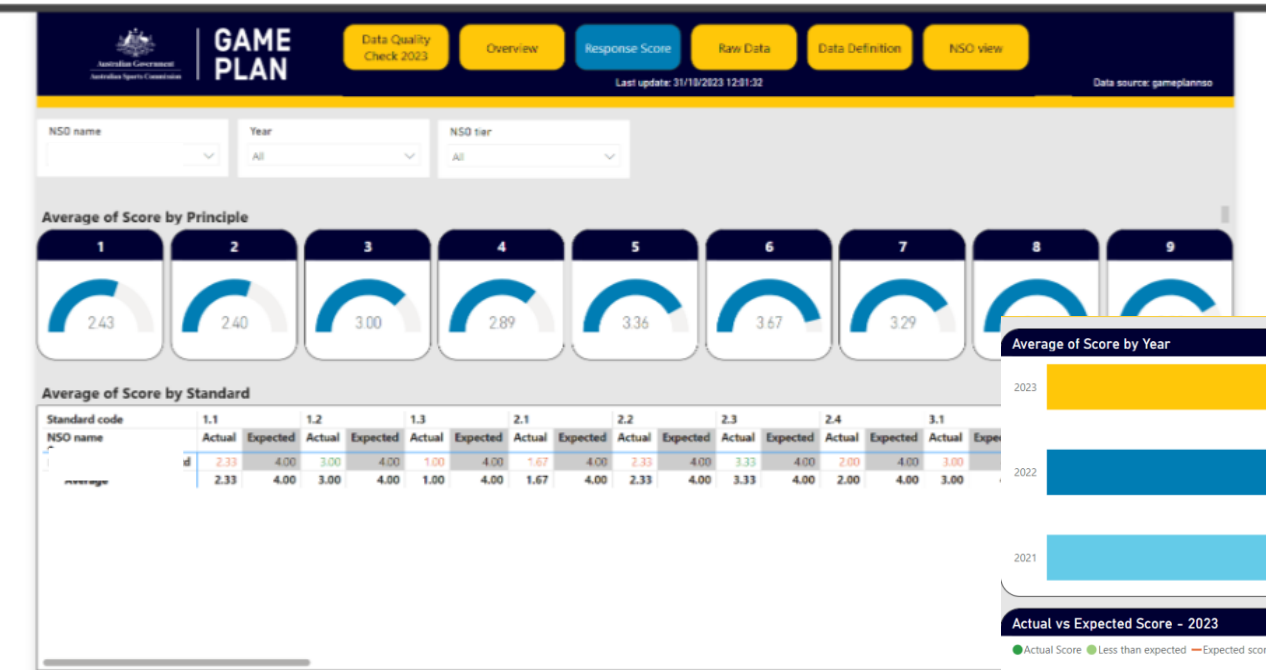 Australian Government
Australian Sports Commission
GAME
PLAN
Data Quality
Check 2023
Overview
Response Score
Raw Data
Data Definition
NSO view
Last update: 31/10/2023 12:01:32
Data source: gameplannso
NSO name
Year
All
NSO tier
All
Average of Score by Principle
1 2 3 4 5 6 7 8 9
2.43 2.40 3.00 2.89 3.36 3.67 3.29
Average of Score by Standard
Standard code 1.1 1.2 1.3 2.1 2.2 2.3 2.4 3.1
NSO name Actual Expected Actual Expected Actual Expected Actual Expected Actual Expected Actual Expected Actual Expected Actual Expe
d 2.33 4.00 3.00 4.00 1.00 4.00 1.67 4.00 2.33 4.00 3.33 4.00 2.00 4.00 3.00
Average 2.33 4.00 3.00 4.00 1.00 4.00 1.67 4.00 2.33 4.00 3.33 4.00 2.00 4.00 3.00
Average of Score by Year
2023
2022
2021
Actual vs Expected Score - 2023
Actual Score Less than expected Expected scor